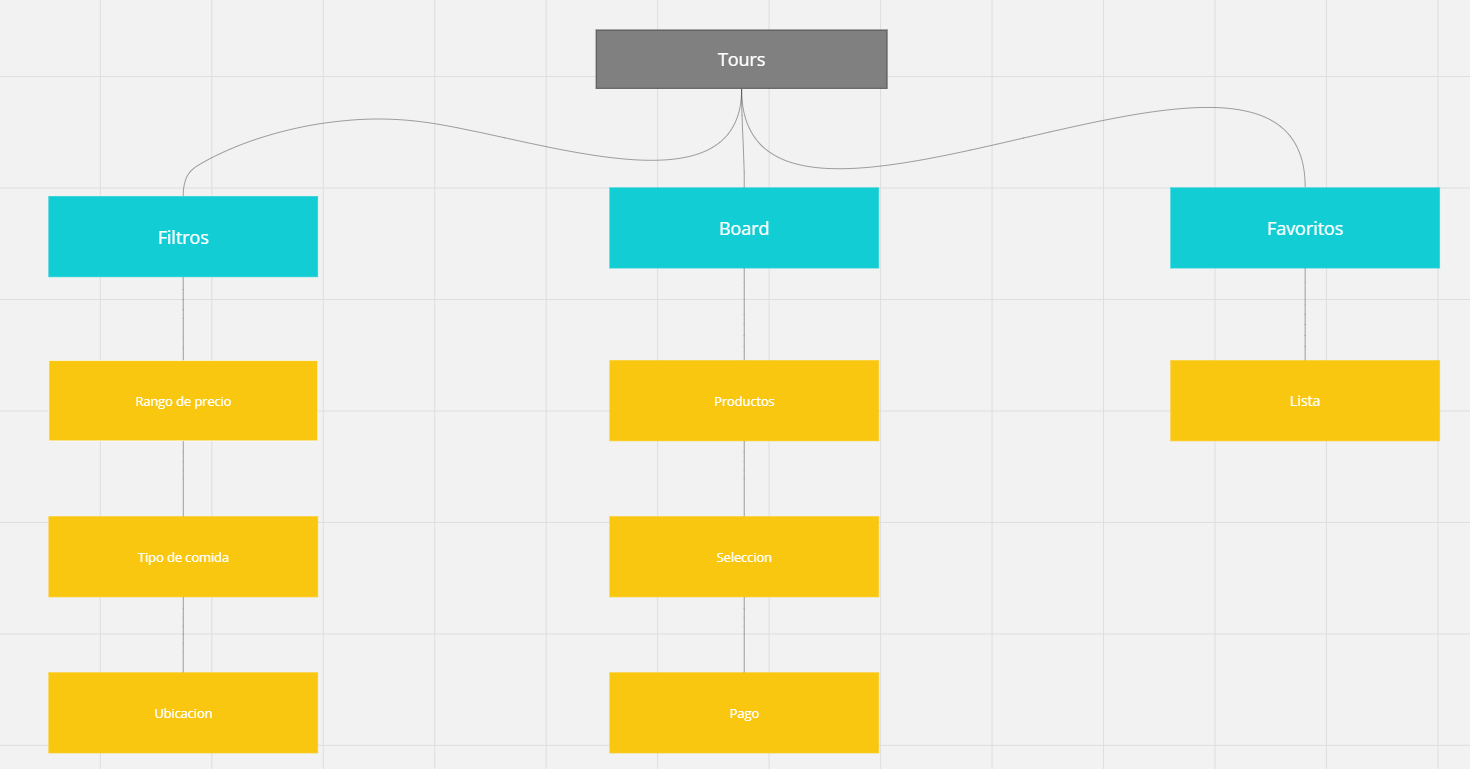 Tours
Filtros
Board
Favoritos
Rango de precio
Productos
Lista
Tipo de comida
Seleccion
Ubicacion
Pago